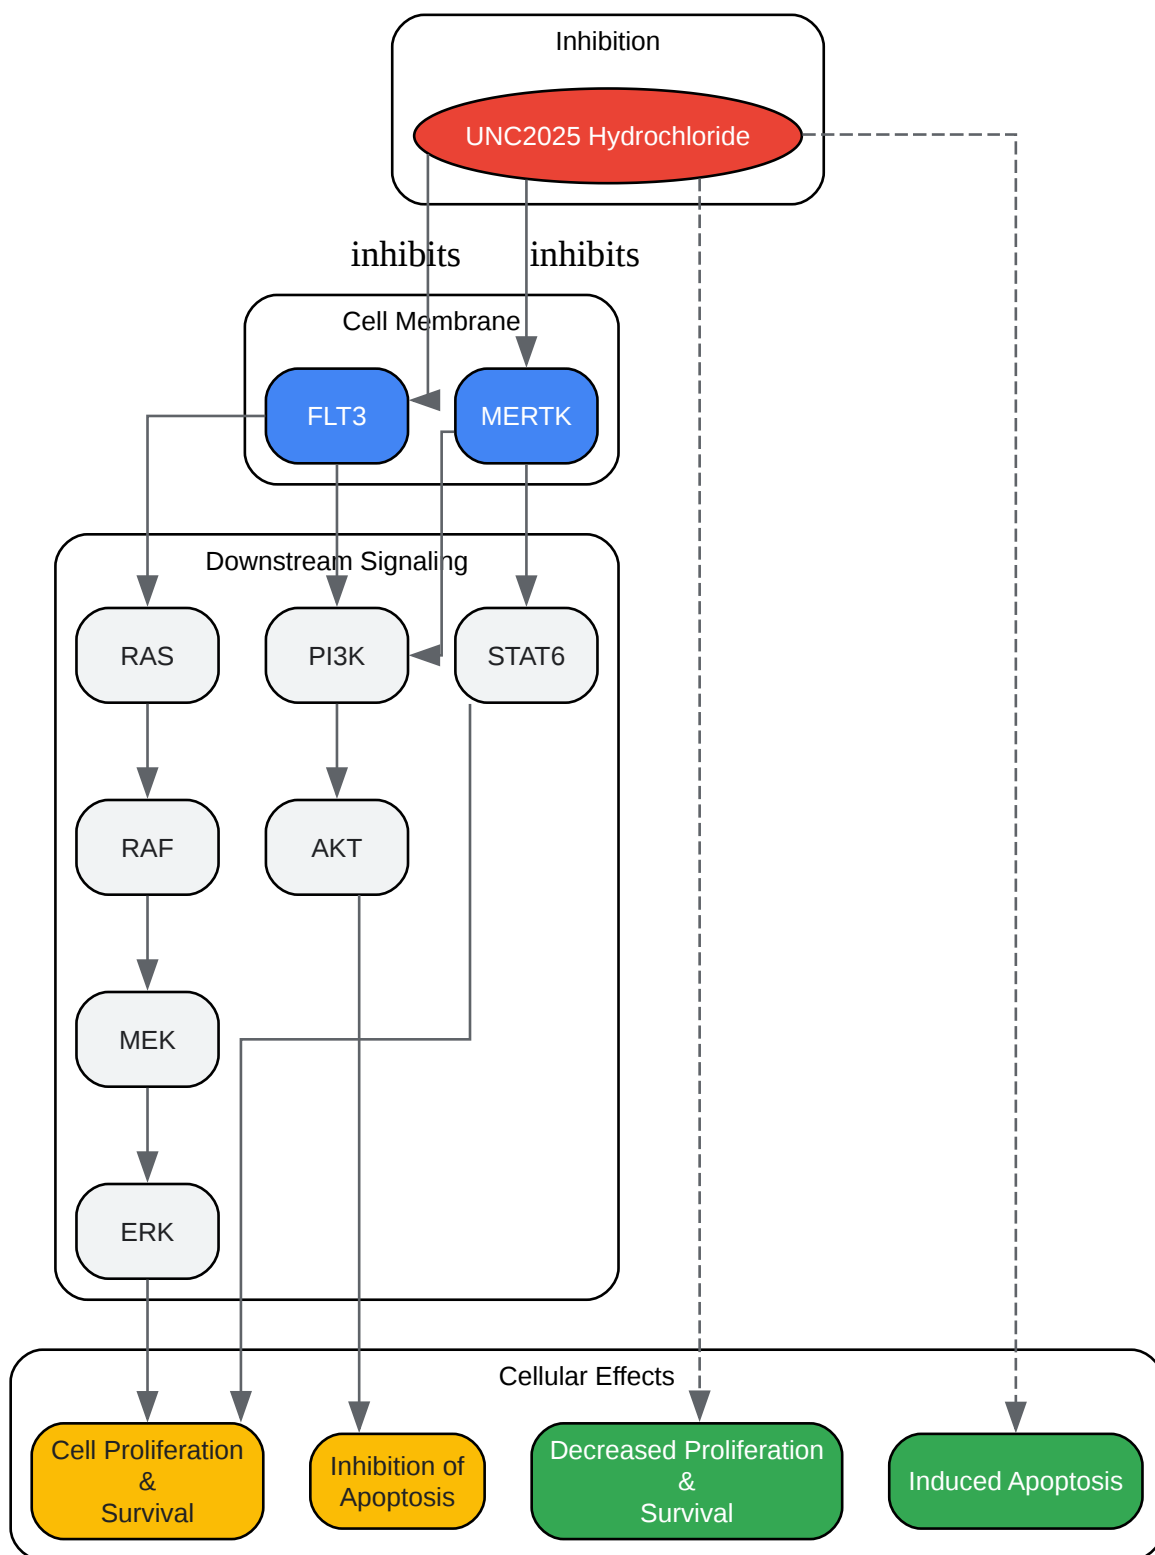 Inhibition
UNC2025 Hydrochloride
inhibits
inhibits
Cell Membrane
FLT3
MERTK
Downstream Signaling
RAS
PI3K
STAT6
RAF
AKT
MEK
ERK
Cellular Effects
Cell Proliferation
&
Survival
Inhibition of
Apoptosis
Decreased Proliferation
&
Survival
Induced Apoptosis